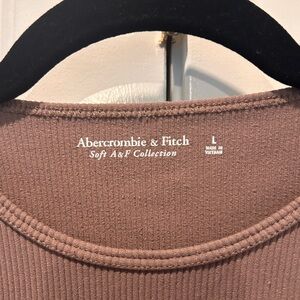 Abercrombie & Fitch
Soft A&F Collection
L
MADE IN
VIETNAM